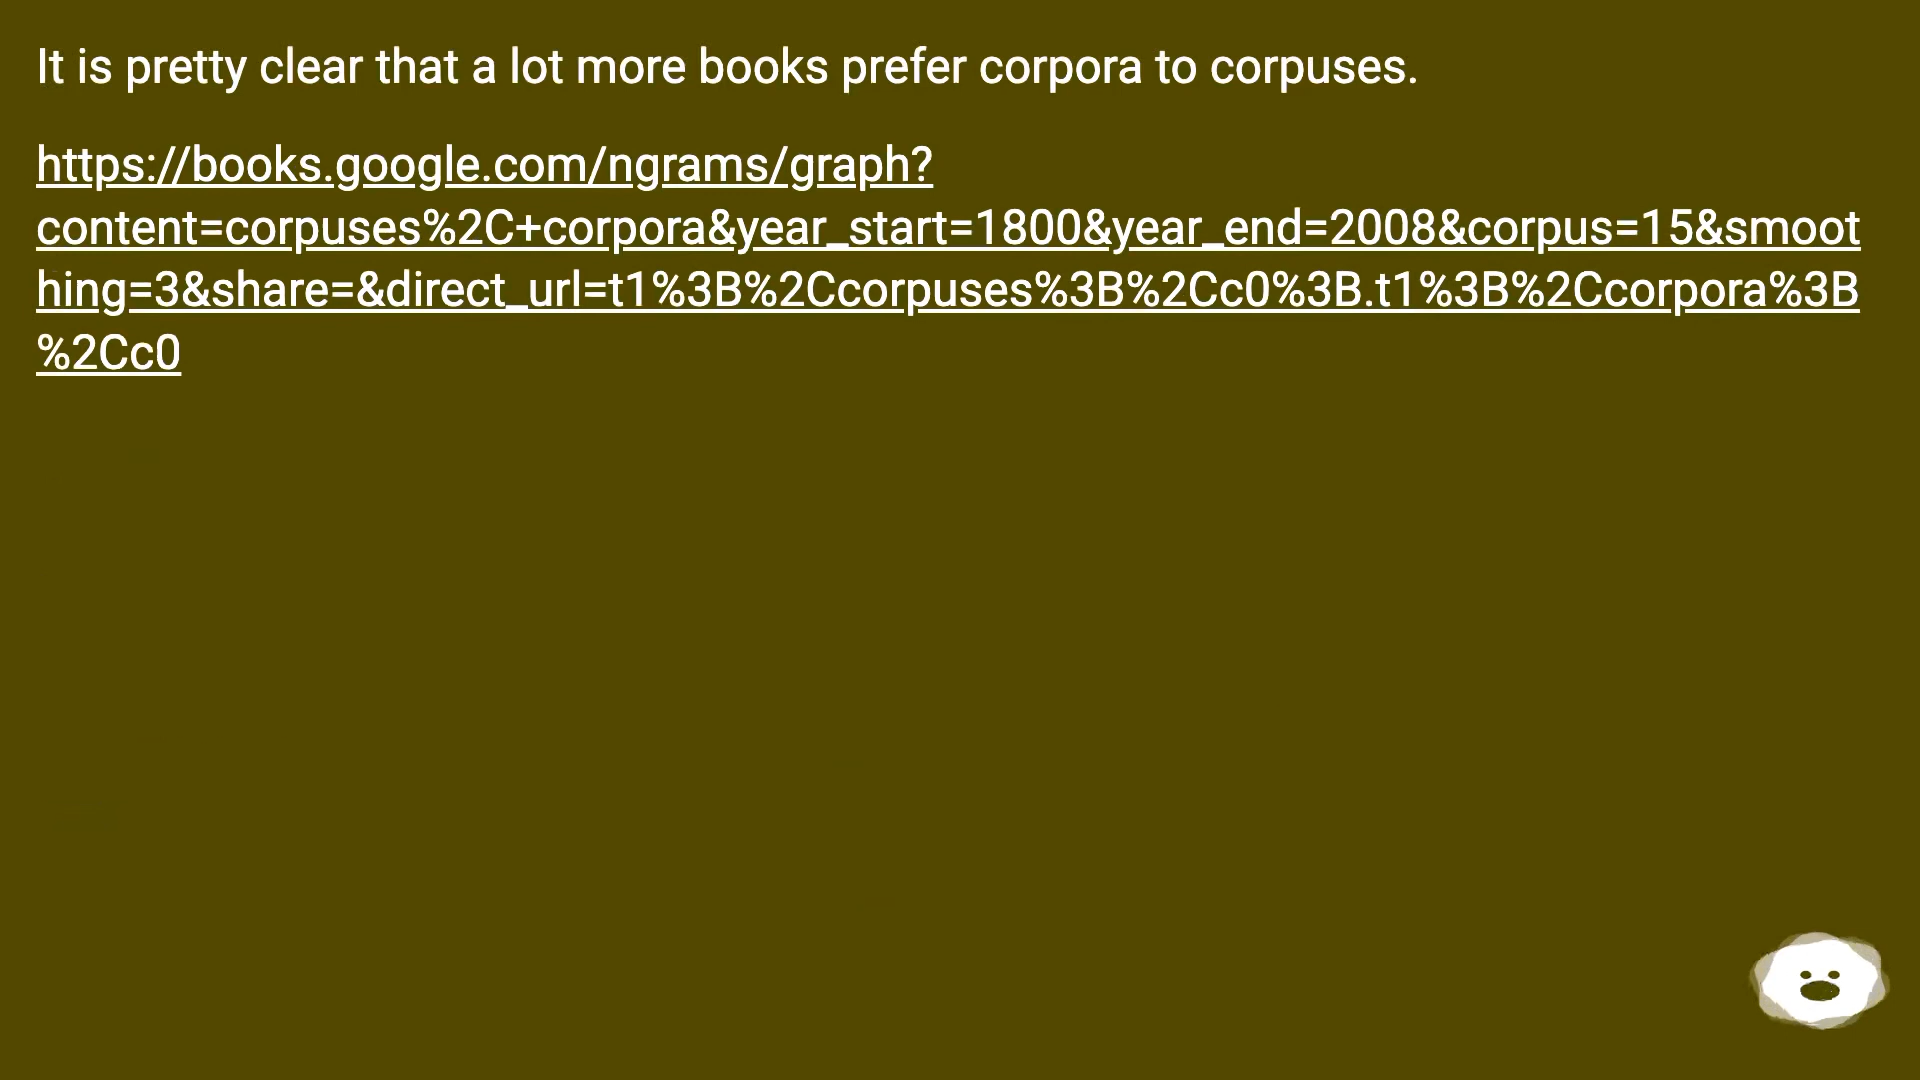 It is pretty clear that a lot more books prefer corpora to corpuses.
https://books.google.com/ngrams/graph?
content=corpuses%2C+corpora&year_start=1800&year_end=2008&corpus=15&smoot
hing=3&share=&direct_url=t1%3B%2Ccorpuses%3B%2Cc0%3B.t1%3B%2Ccorpora%3B
%2Cc0